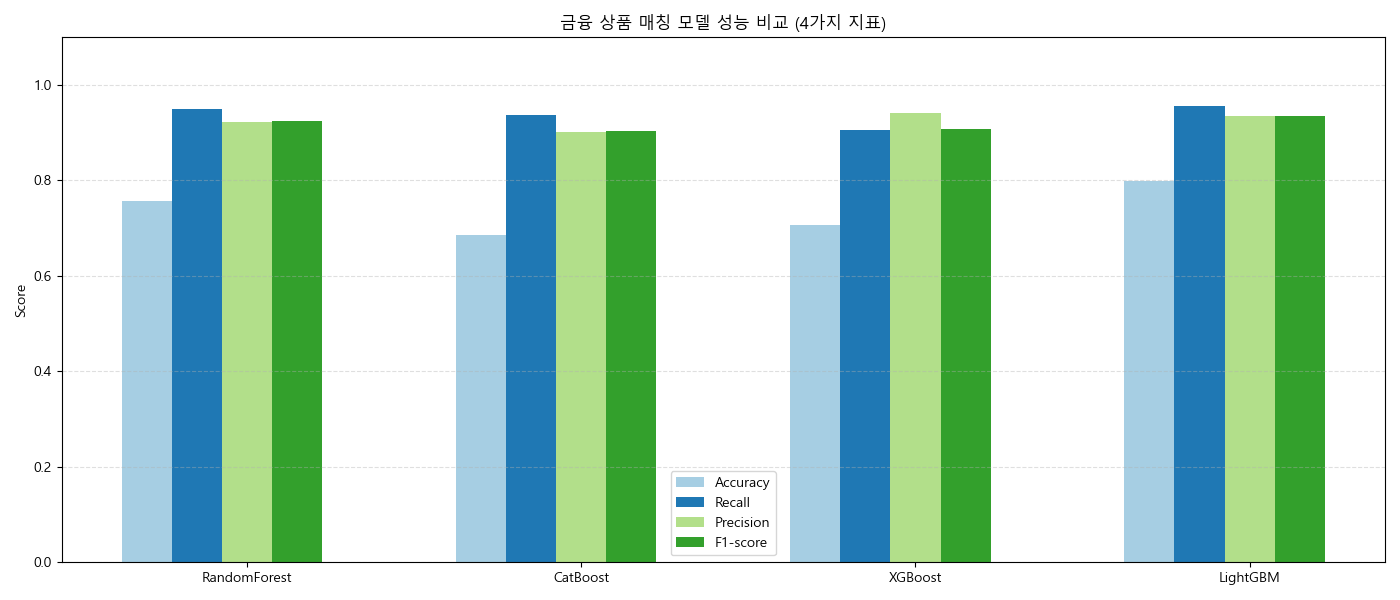 금융 상품 매칭 모델 성능 비교 (4가지 지표)
Score
1.0
0.8
0.6
0.4
0.2
0.0
Accuracy
Recall
Precision
F1-score
RandomForest
CatBoost
XGBoost
LightGBM